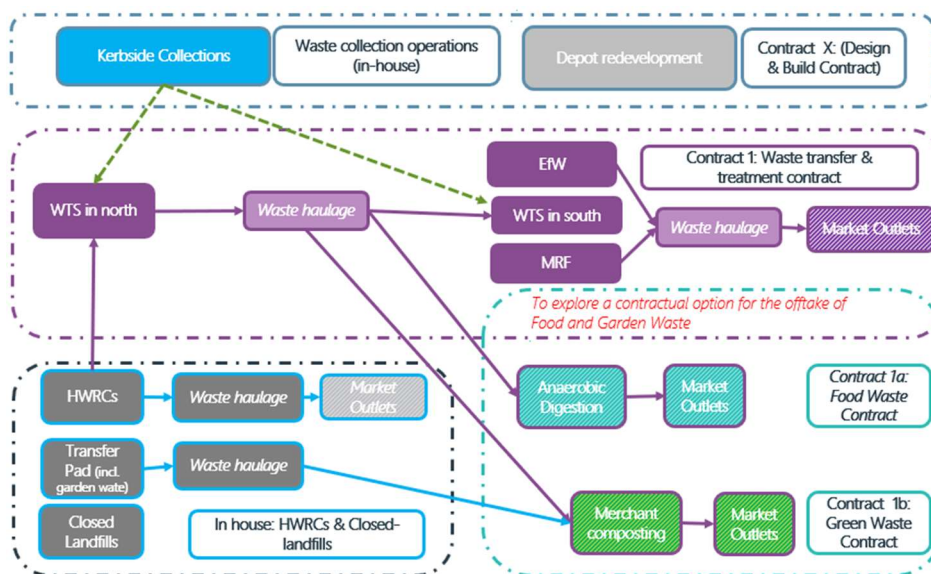 Kerbside Collections
Waste collection operations
(in-house)
Depot redevelopment
Contract X: (Design
& Build Contract)
EfW
Contract 1: Waste transfer &
treatment contract
WTS in north
Waste haulage
WTS in south
Waste haulage
Market Outlets
MRF
To explore a contractual option for the offtake of
Food and Garden Waste
HWRCs
Waste haulage
Market
Outlets
Anaerobic
Digestion
Market
Outlets
Contract 1a:
Food Waste
Contract
Transfer
Pad (incl.
garden wate)
Waste haulage
Closed
Landfills
In house: HWRCs & Closed-
landfills
Merchant
composting
Market
Outlets
Contract 1b:
Green Waste
Contract